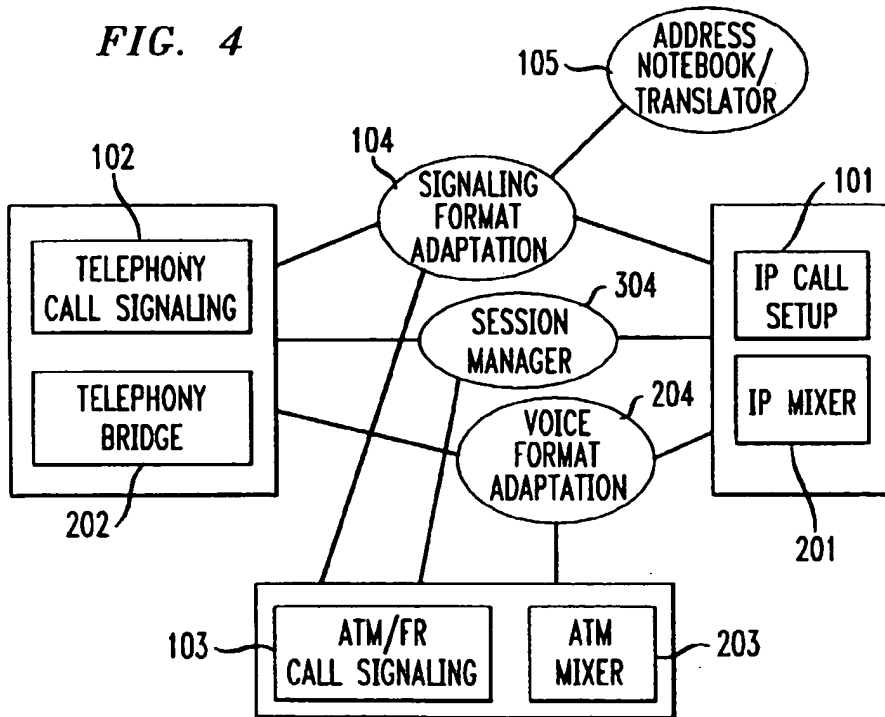 FIG. 4
ADDRESS
NOTEBOOK/
TRANSLATOR
105
104
SIGNALING
FORMAT
ADAPTATION
102
TELEPHONY
CALL SIGNALING
TELEPHONY
BRIDGE
202
304
SESSION
MANAGER
204
VOICE
FORMAT
ADAPTATION
101
IP CALL
SETUP
IP MIXER
201
103
ATM/FR
CALL SIGNALING
ATM
MIXER
203